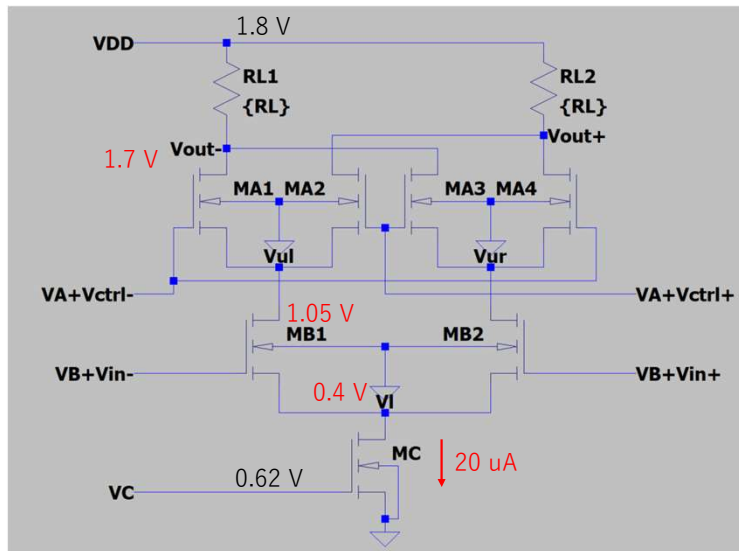 1.8 V
VDD
RL1
{RL}
RL2
{RL}
Vout-
Vout+
1.7 V
MA1 MA2
MA3 MA4
Vul
Vur
VA+Vctrl-
VA+Vctrl+
1.05 V
MB1
MB2
VB+Vin-
VB+Vin+
0.4 V
Vl
MC
20 uA
0.62 V
VC